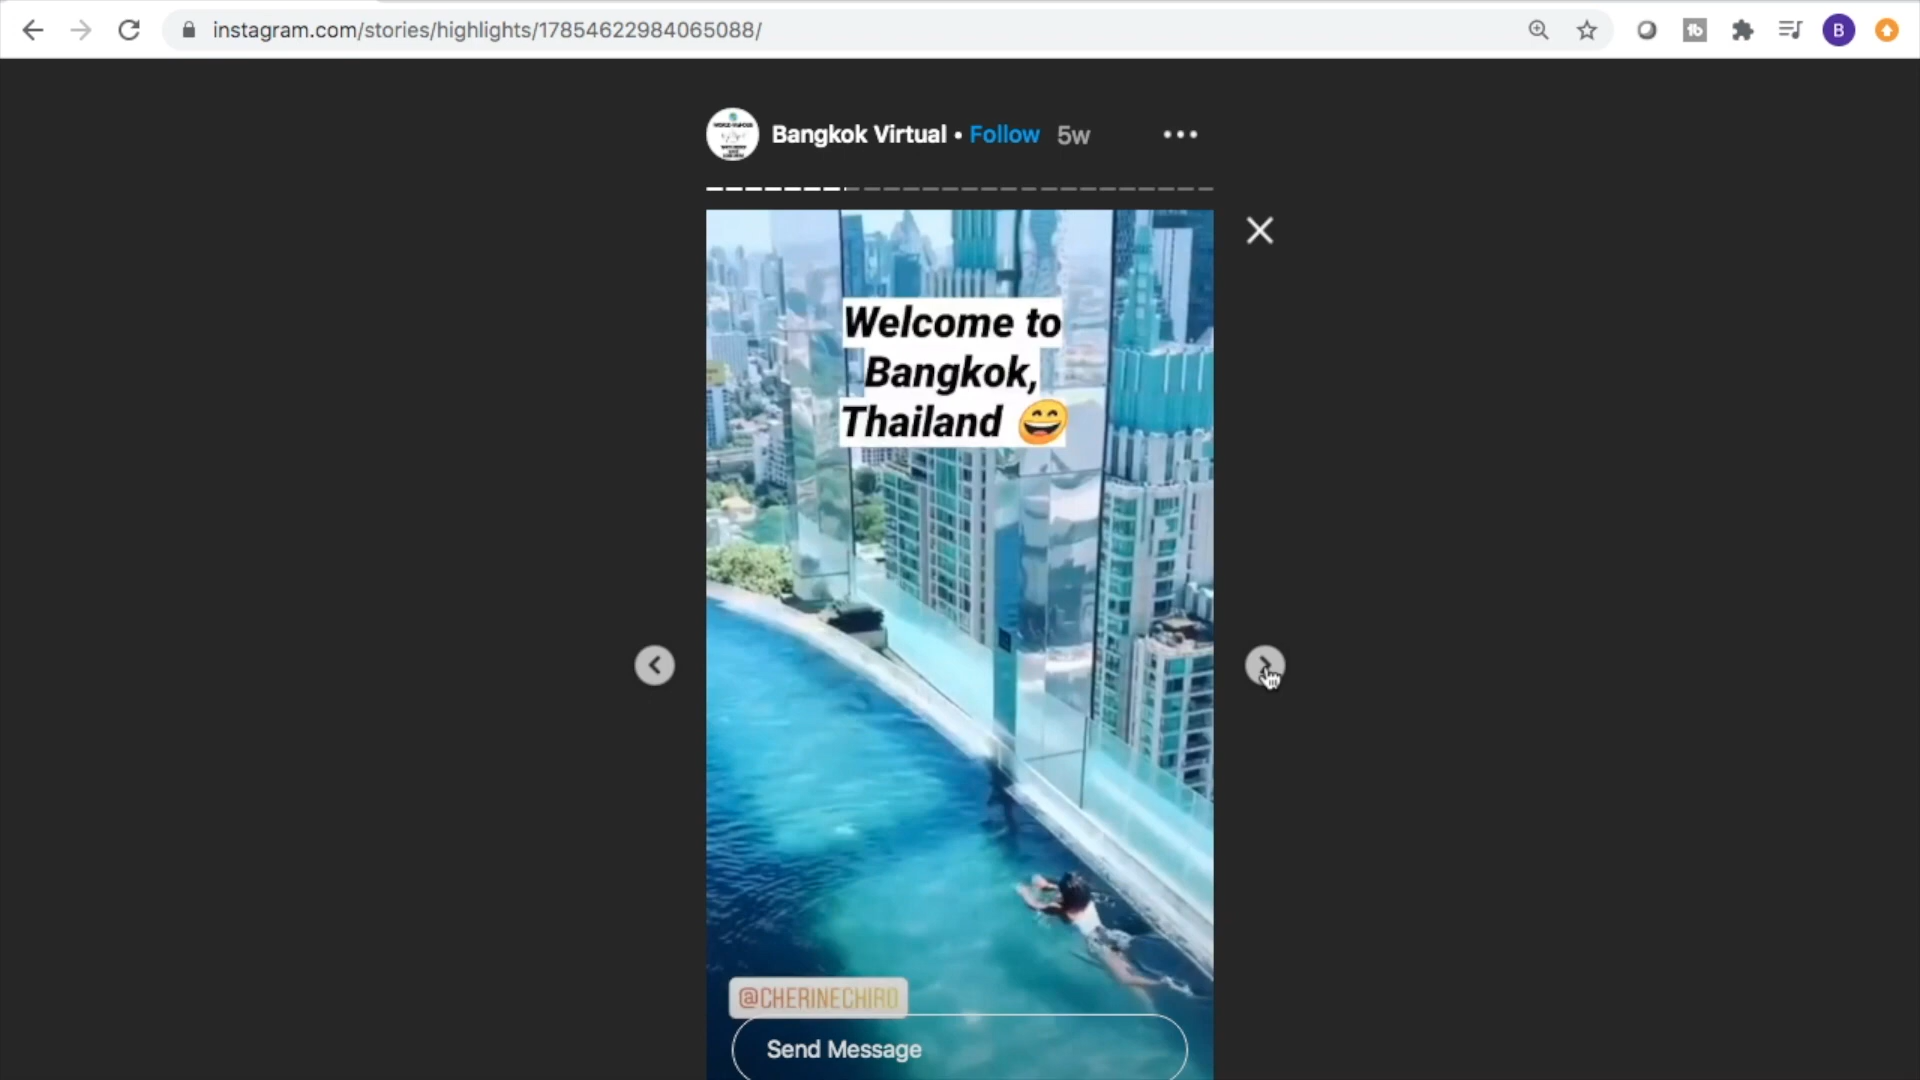 instagram.com/stories/highlights/17854622984065088/
B
Bangkok Virtual • Follow 5w
Welcome to
Bangkok,
Thailand 😄
@CHERINECHIRO
Send Message